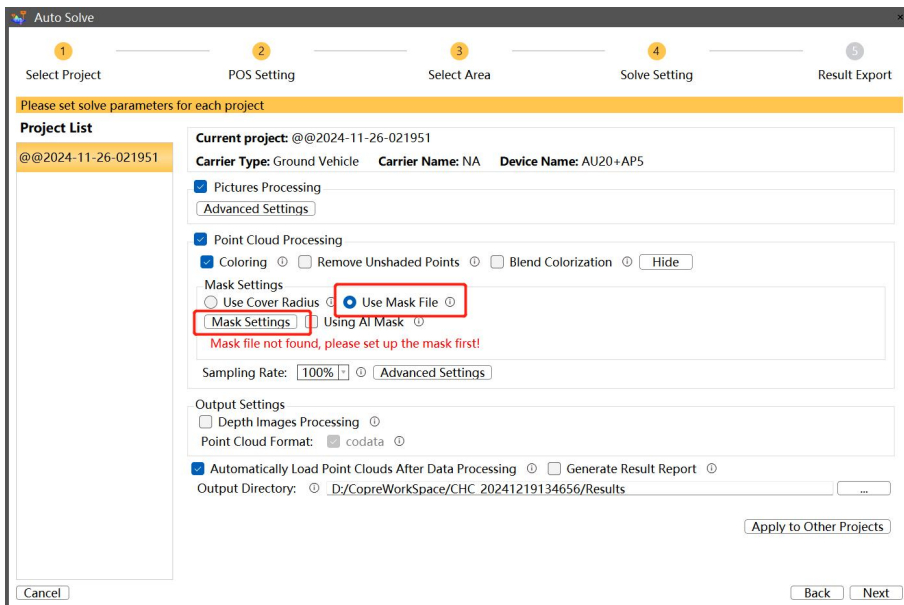 Auto Solve
1 2 3 4 5
Select Project POS Setting Select Area Solve Setting Result Export
Please set solve parameters for each project
Project List
@@2024-11-26-021951
Current project: @@2024-11-26-021951
Carrier Type: Ground Vehicle Carrier Name: NA Device Name: AU20+AP5
Pictures Processing
Advanced Settings
Point Cloud Processing
Coloring Remove Unshaded Points Blend Colorization Hide
Mask Settings
Use Cover Radius Use Mask File
Mask Settings Using AI Mask
Mask file not found, please set up the mask first!
Sampling Rate: 100% Advanced Settings
Output Settings
Depth Images Processing
Point Cloud Format: codata
Automatically Load Point Clouds After Data Processing Generate Result Report
Output Directory: D:/CopreWorkSpace/CHC_20241219134656/Results ...
Apply to Other Projects
Cancel Back Next